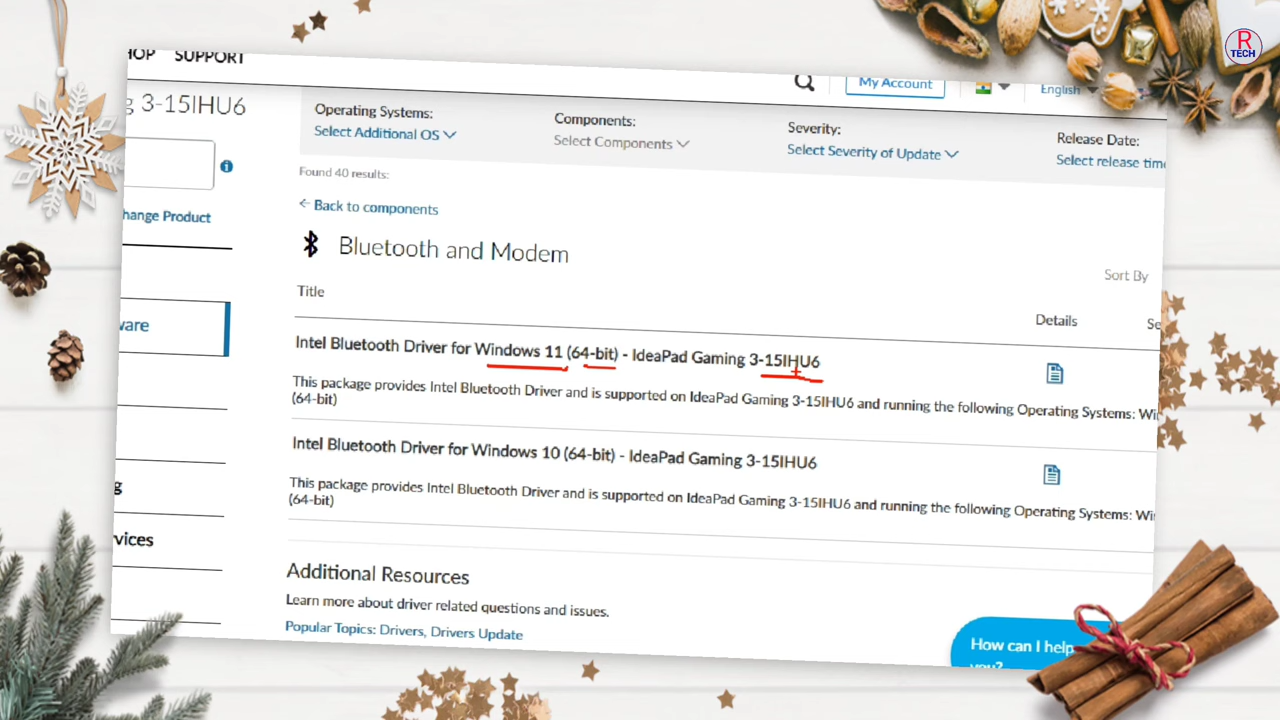 R
TECH
HOP SUPPORT
My Account
English
g 3-15IHU6
Operating Systems:
Select Additional OS
Components:
Select Components
Severity:
Select Severity of Update
Release Date:
Select release tim
Found 40 results:
hange Product
← Back to components
Bluetooth and Modem
Sort By
Title
Details
Se
ware
Intel Bluetooth Driver for Windows 11 (64-bit) - IdeaPad Gaming 3-15IHU6
This package provides Intel Bluetooth Driver and is supported on IdeaPad Gaming 3-15IHU6 and running the following Operating Systems: Wi
(64-bit)
Intel Bluetooth Driver for Windows 10 (64-bit) - IdeaPad Gaming 3-15IHU6
This package provides Intel Bluetooth Driver and is supported on IdeaPad Gaming 3-15IHU6 and running the following Operating Systems: Wi
(64-bit)
g
vices
Additional Resources
Learn more about driver related questions and issues.
Popular Topics: Drivers, Drivers Update
How can I help
you?